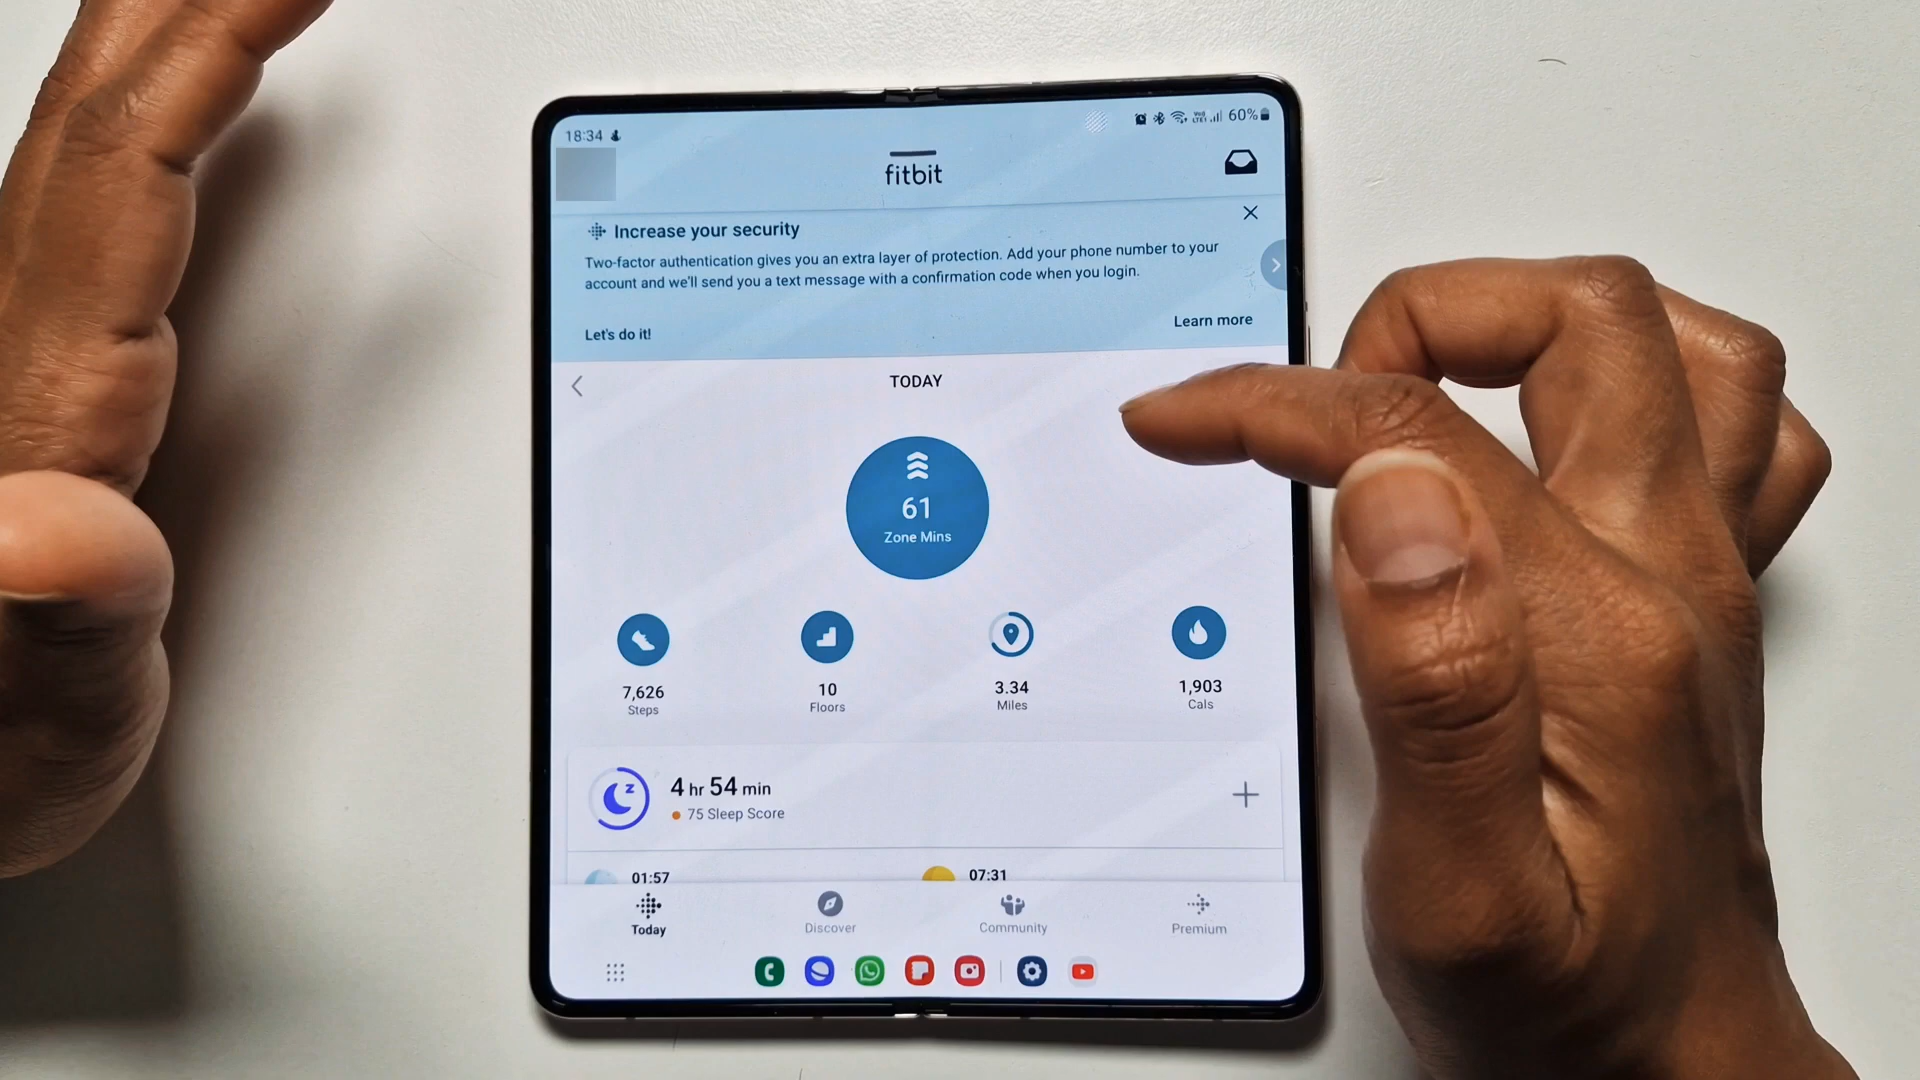 18:34
60%
fitbit
Increase your security
Two-factor authentication gives you an extra layer of protection. Add your phone number to your
account and we'll send you a text message with a confirmation code when you login.
Let's do it!
Learn more
TODAY
61
Zone Mins
7,626
Steps
10
Floors
3.34
Miles
1,903
Cals
4 hr 54 min
75 Sleep Score
01:57
07:31
Today
Discover
Community
Premium